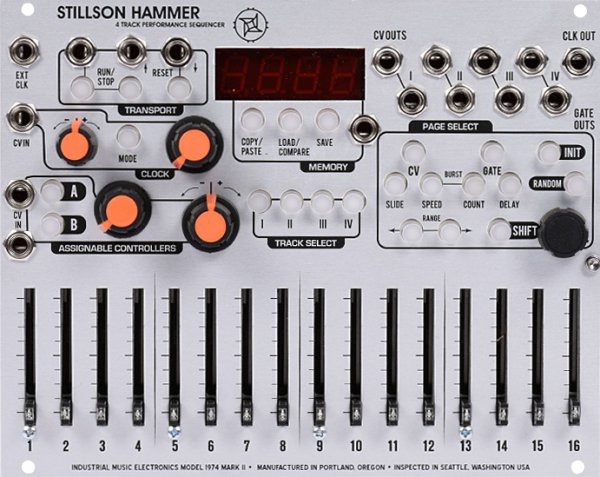 STILLSON HAMMER
4 TRACK PERFORMANCE SEQUENCER
CV OUTS
CLK OUT
EXT
CLK
RUN/
STOP
RESET
TRANSPORT
8.8.8.8.
I II III IV
GATE
OUTS
PAGE SELECT
CV IN
- +
MODE
CLOCK
COPY/
PASTE
LOAD/
COMPARE
SAVE
MEMORY
CV
BURST
GATE
INIT
RANDOM
SLIDE
SPEED
COUNT
DELAY
RANGE
SHIFT
CV
IN
A
B
- +
ASSIGNABLE CONTROLLERS
I II III IV
TRACK SELECT
1 2 3 4 5 6 7 8 9 10 11 12 13 14 15 16
INDUSTRIAL MUSIC ELECTRONICS MODEL 1974 MARK II • MANUFACTURED IN PORTLAND, OREGON • INSPECTED IN SEATTLE, WASHINGTON USA